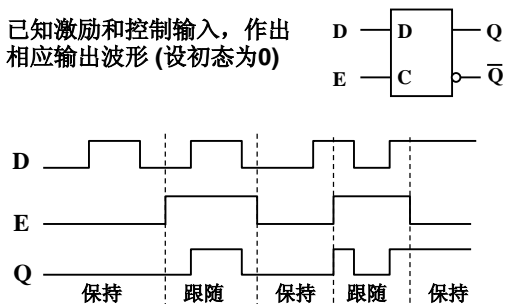 已知激励和控制输入，作出
相应输出波形 (设初态为0)
D D Q
E C Q̅
D
E
Q
保持 跟随 保持 跟随 保持